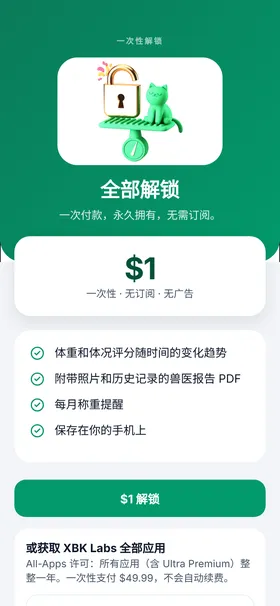 一次性解锁
全部解锁
一次付款，永久拥有，无需订阅。
$1
一次性 · 无订阅 · 无广告
体重和体况评分随时间的变化趋势
附带照片和历史记录的兽医报告 PDF
每月称重提醒
保存在你的手机上
$1 解锁
或获取 XBK Labs 全部应用
All-Apps 许可：所有应用（含 Ultra Premium）整
整一年。一次性支付 $49.99，不会自动续费。